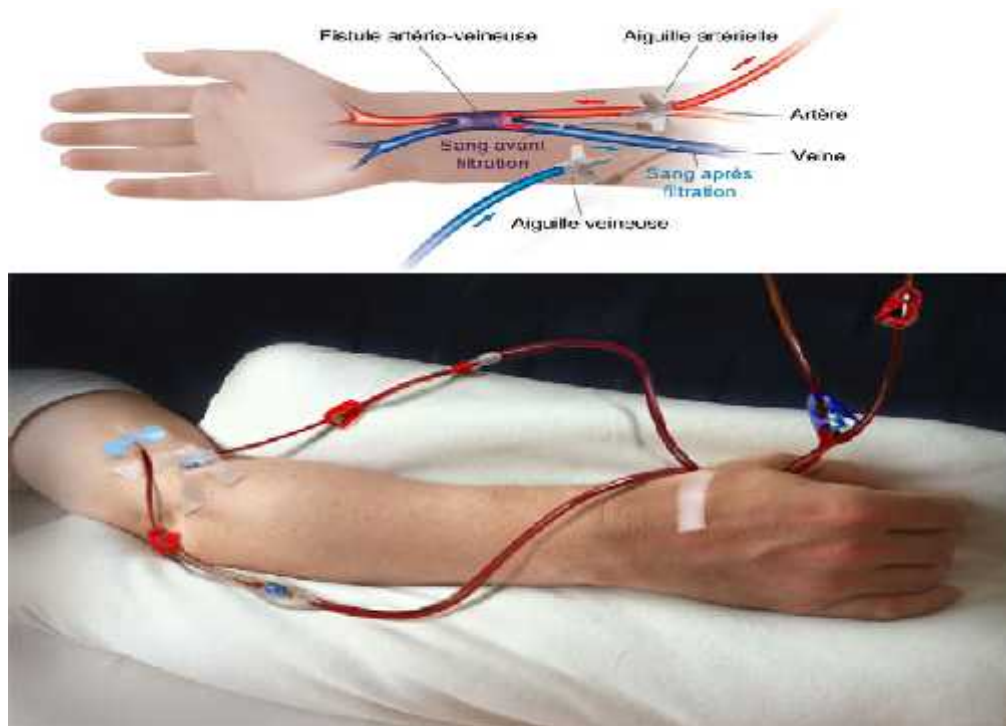 Fistule artério-veineuse
Aiguille artérielle
Artère
Sang avant
filtration
Veine
Sang après
filtration
Aiguille veineuse